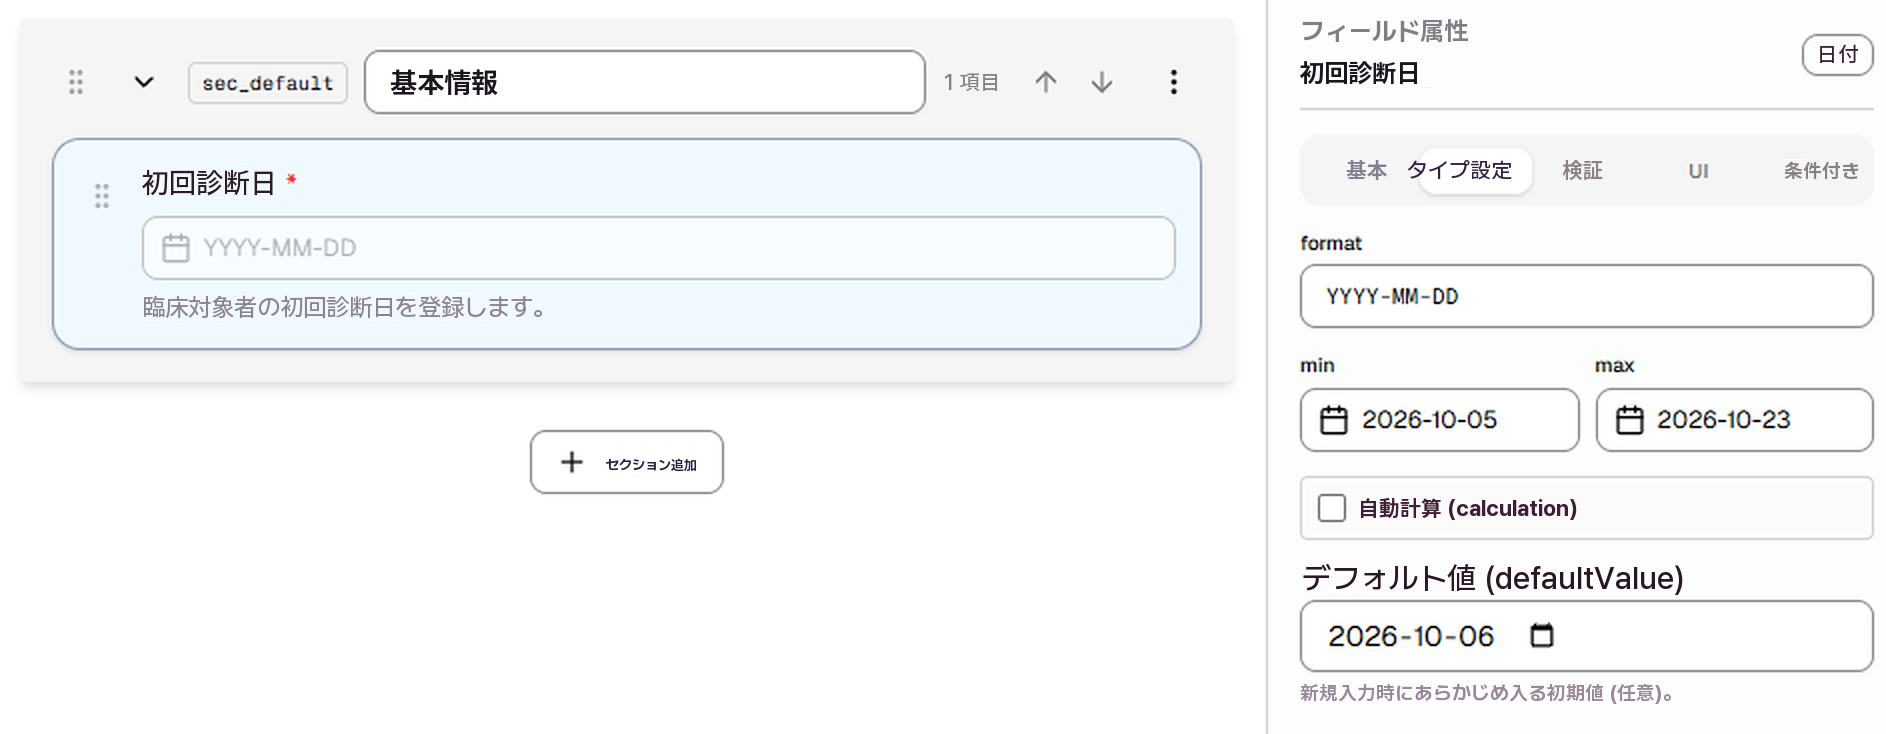 sec_default
基本情報
1 項目
初回診断日 *
YYYY-MM-DD
臨床対象者の初回診断日を登録します。
セクション追加
フィールド属性
初回診断日
日付
基本 タイプ設定 検証 UI 条件付き
format
YYYY-MM-DD
min max
2026-10-05 2026-10-23
自動計算 (calculation)
デフォルト値 (defaultValue)
2026-10-06
新規入力時にあらかじめ入る初期値 (任意)。